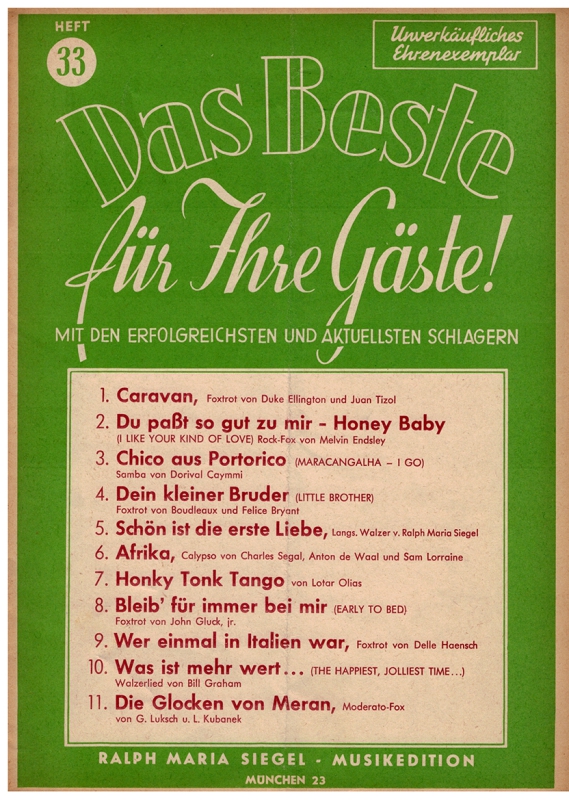 HEFT
33
Unverkäufliches
Ehrenexemplar
Das Beste
für Ihre Gäste!
MIT DEN ERFOLGREICHSTEN UND AKTUELLSTEN SCHLAGERN
1. Caravan, Foxtrot von Duke Ellington und Juan Tizol
2. Du paßt so gut zu mir - Honey Baby
(I LIKE YOUR KIND OF LOVE) Rock-Fox von Melvin Endsley
3. Chico aus Portorico (MARACANGALHA - I GO)
Samba von Dorival Caymmi
4. Dein kleiner Bruder (LITTLE BROTHER)
Foxtrot von Boudleaux und Felice Bryant
5. Schön ist die erste Liebe, Langs. Walzer v. Ralph Maria Siegel
6. Afrika, Calypso von Charles Segal, Anton de Waal und Sam Lorraine
7. Honky Tonk Tango von Lotar Olias
8. Bleib' für immer bei mir (EARLY TO BED)
Foxtrot von John Gluck, jr.
9. Wer einmal in Italien war, Foxtrot von Delle Haensch
10. Was ist mehr wert... (THE HAPPIEST, JOLLIEST TIME...)
Walzerlied von Bill Graham
11. Die Glocken von Meran, Moderato-Fox
von G. Luksch u. L. Kubanek
RALPH MARIA SIEGEL - MUSIKEDITION
MÜNCHEN 23